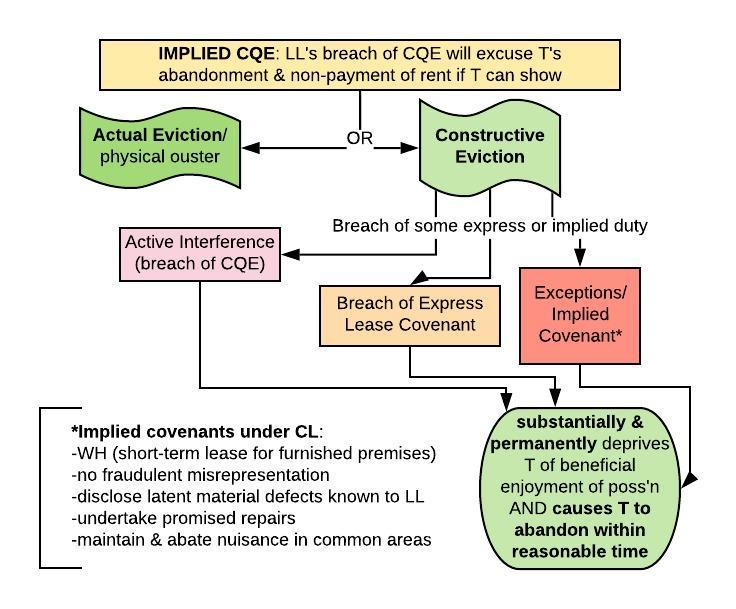 IMPLIED CQE: LL's breach of CQE will excuse T's
abandonment & non-payment of rent if T can show
Actual Eviction/
physical ouster
OR
Constructive
Eviction
Breach of some express or implied duty
Active Interference
(breach of CQE)
Breach of Express
Lease Covenant
Exceptions/
Implied
Covenant*
*Implied covenants under CL:
-WH (short-term lease for furnished premises)
-no fraudulent misrepresentation
-disclose latent material defects known to LL
-undertake promised repairs
-maintain & abate nuisance in common areas
substantially &
permanently deprives
T of beneficial
enjoyment of poss'n
AND causes T to
abandon within
reasonable time